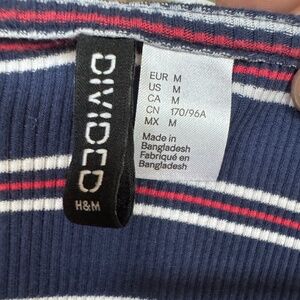 DIVIDED
H&M
EUR M
US M
CA M
CN 170/96A
MX M
Made in
Bangladesh
Fabriqué en
Bangladesh